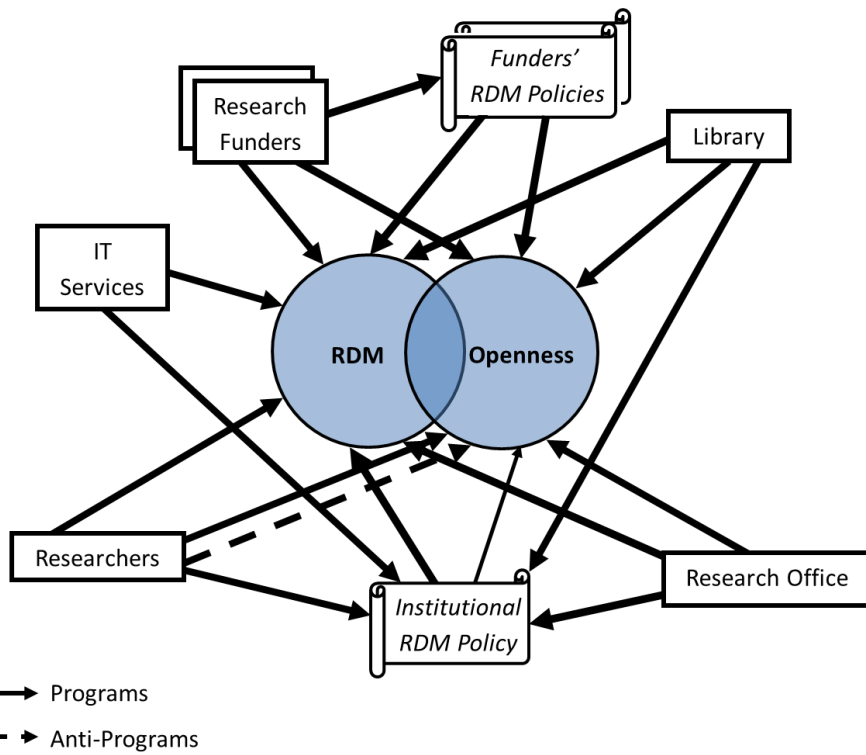 Funders’
RDM Policies
Research
Funders
Library
IT
Services
RDM
Openness
Researchers
Research Office
Institutional
RDM Policy
Programs
Anti-Programs